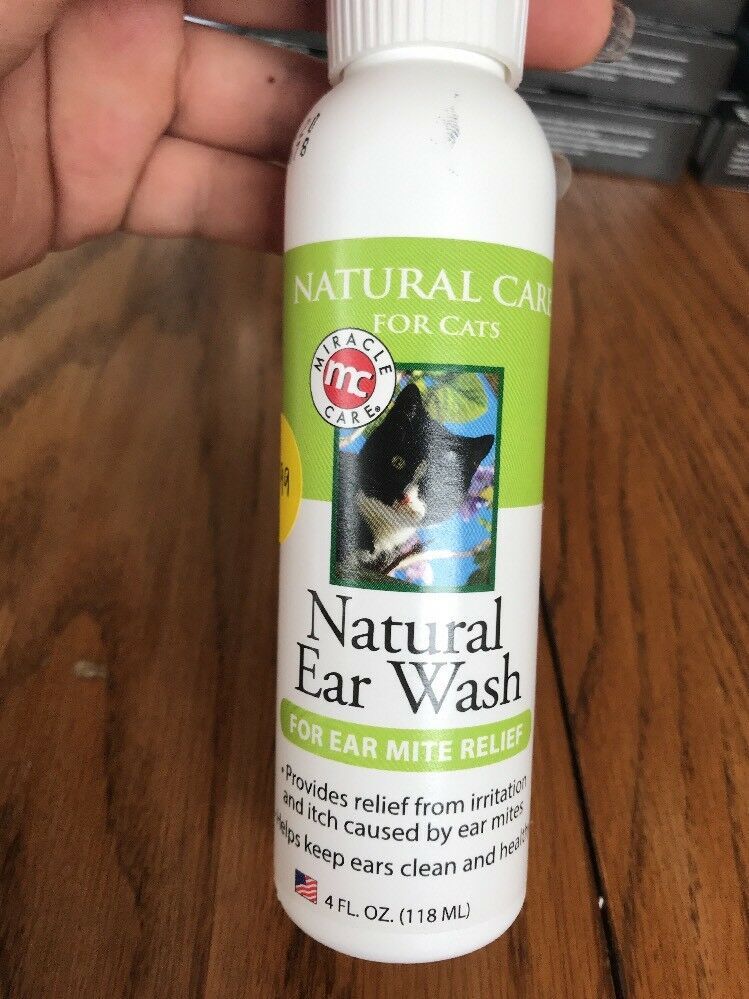 NATURAL CARE
FOR CATS
MIRACLE
mc
CARE®
Natural
Ear Wash
FOR EAR MITE RELIEF
•Provides relief from irritation
and itch caused by ear mites
Helps keep ears clean and
4 FL. OZ. (118 ML)